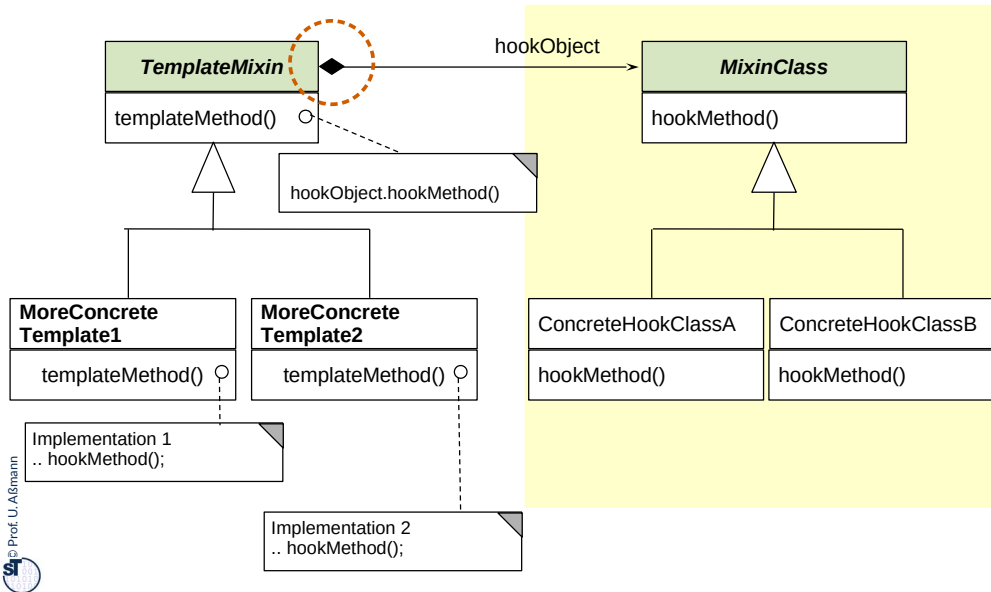 hookObject
TemplateMixin
MixinClass
templateMethod()
hookMethod()
hookObject.hookMethod()
MoreConcrete
Template1
MoreConcrete
Template2
ConcreteHookClassA
ConcreteHookClassB
templateMethod()
templateMethod()
hookMethod()
hookMethod()
Implementation 1
.. hookMethod();
Implementation 2
.. hookMethod();
© Prof. U. Aßmann
ST